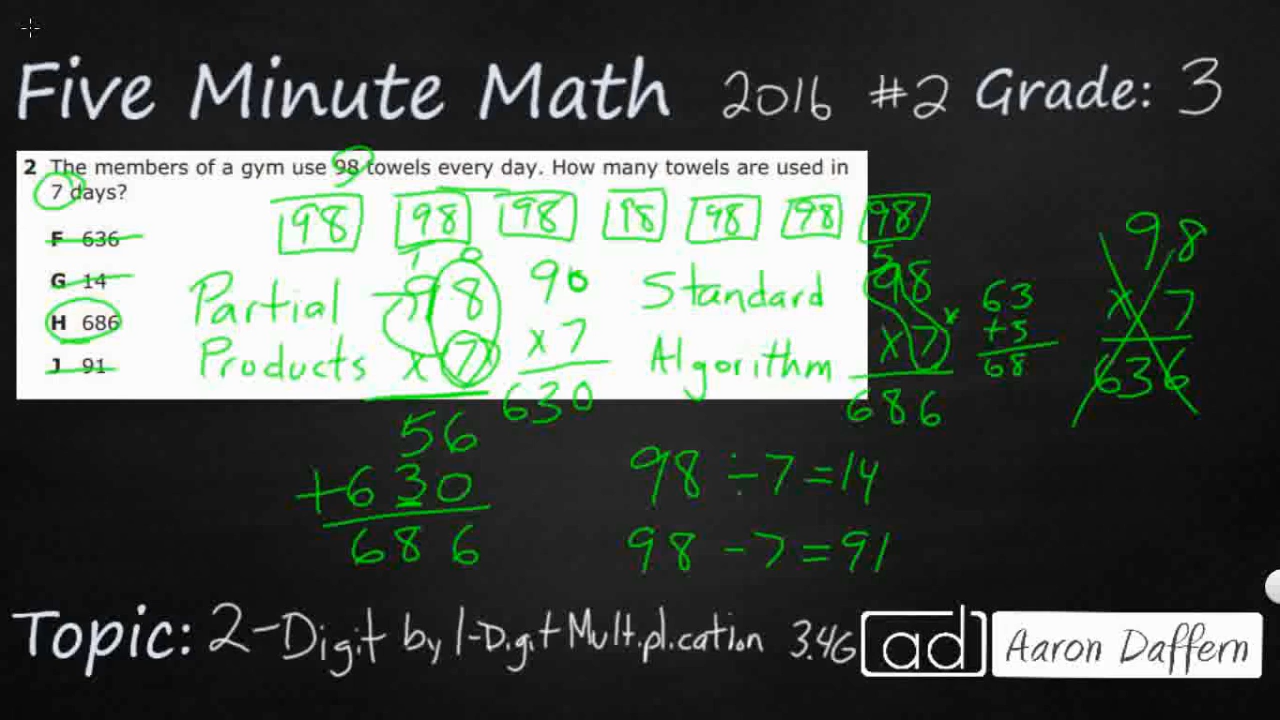 Five Minute Math 2016 #2 Grade: 3
2 The members of a gym use 98 towels every day. How many towels are used in
7 days?
98 98 98 98 98 98 98
F 636
G 14
H 686
J 91
Partial
Products
98
x 7
56
+630
686
90
x 7
630
Standard
Algorithm
5
98
x 7
686
63
+5
68
98
x 7
636
98 ÷ 7 = 14
98 - 7 = 91
Topic: 2-Digit by 1-Digit Multiplication 3.4G
ad Aaron Daffern